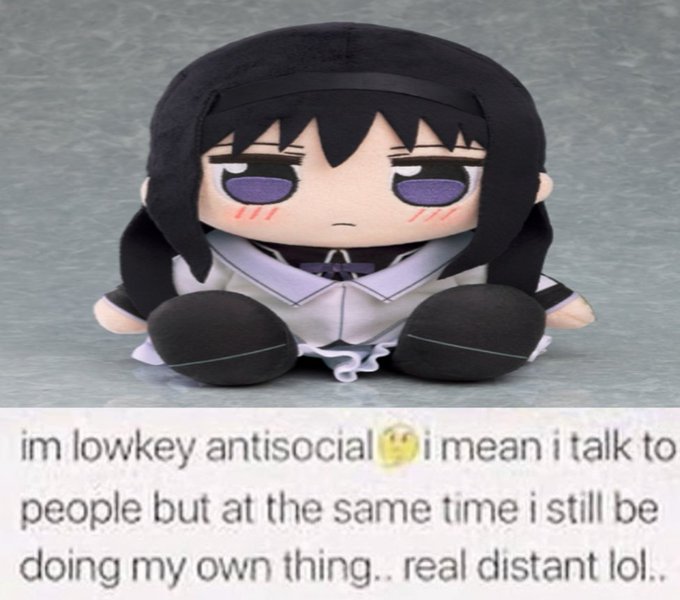 im lowkey antisocial🤔i mean i talk to
people but at the same time i still be
doing my own thing.. real distant lol..